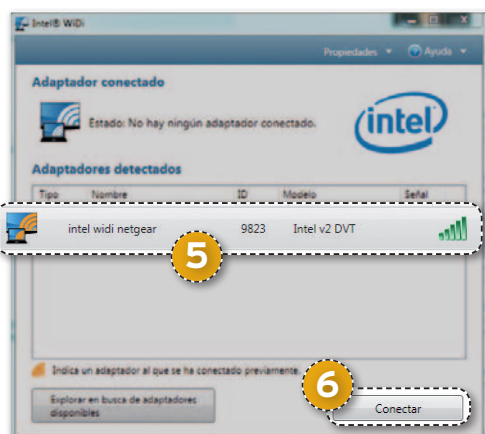 Intel® WiDi
Propiedades ? Ayuda
Adaptador conectado
Estado: No hay ningún adaptador conectado.
intel
Adaptadores detectados
Tipo Nombre ID Modelo Señal
intel widi netgear 9823 Intel v2 DVT
5
Indica un adaptador al que se ha conectado previamente.
6
Explorar en busca de adaptadores
disponibles
Conectar